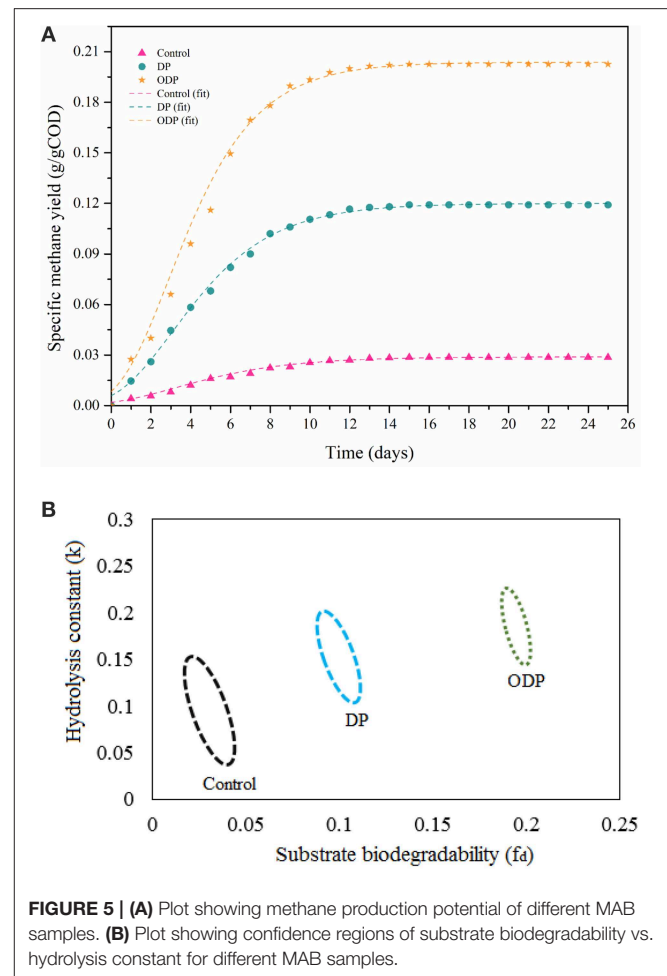 A
0.21
0.18
0.15
0.12
0.09
0.06
0.03
0.00
Specific methane yield (g/gCOD)
Control
DP
ODP
Control (fit)
DP (fit)
ODP (fit)
0 2 4 6 8 10 12 14 16 18 20 22 24 26
Time (days)
B
0.3
0.25
0.2
0.15
0.1
0.05
0
Hydrolysis constant (k)
Control
DP
ODP
0 0.05 0.1 0.15 0.2 0.25
Substrate biodegradability (fd)
FIGURE 5 | (A) Plot showing methane production potential of different MAB
samples. (B) Plot showing confidence regions of substrate biodegradability vs.
hydrolysis constant for different MAB samples.